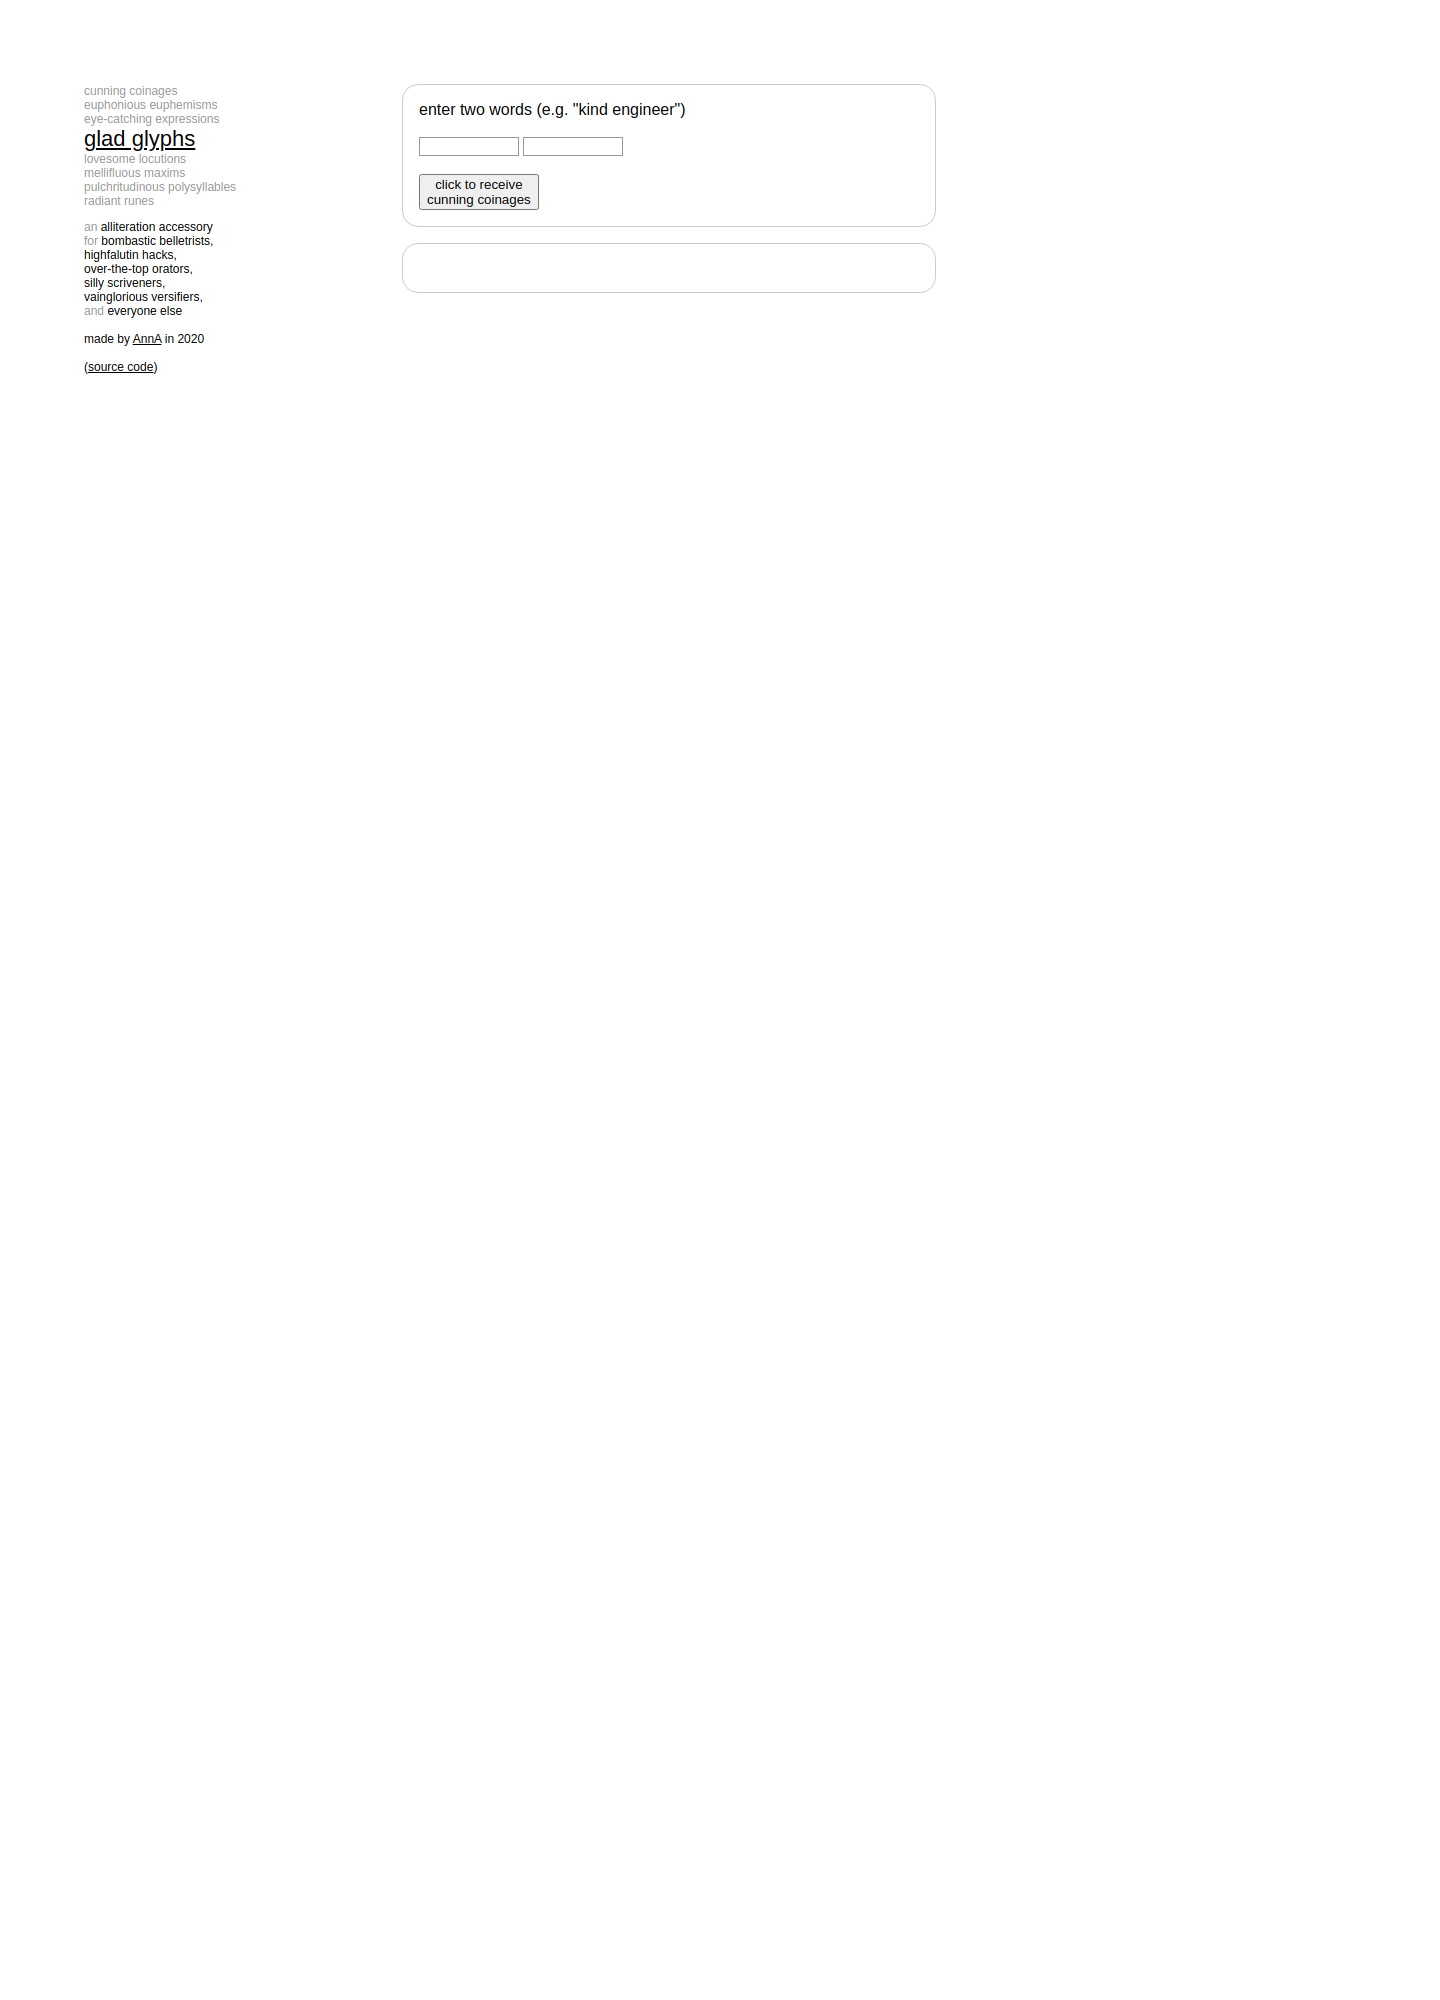 cunning coinages
euphonious euphemisms
eye-catching expressions
glad glyphs
lovesome locutions
mellifluous maxims
pulchritudinous polysyllables
radiant runes
an alliteration accessory
for bombastic belletrists,
highfalutin hacks,
over-the-top orators,
silly scriveners,
vainglorious versifiers,
and everyone else
made by AnnA in 2020
(source code)
enter two words (e.g. "kind engineer")
click to receive
cunning coinages